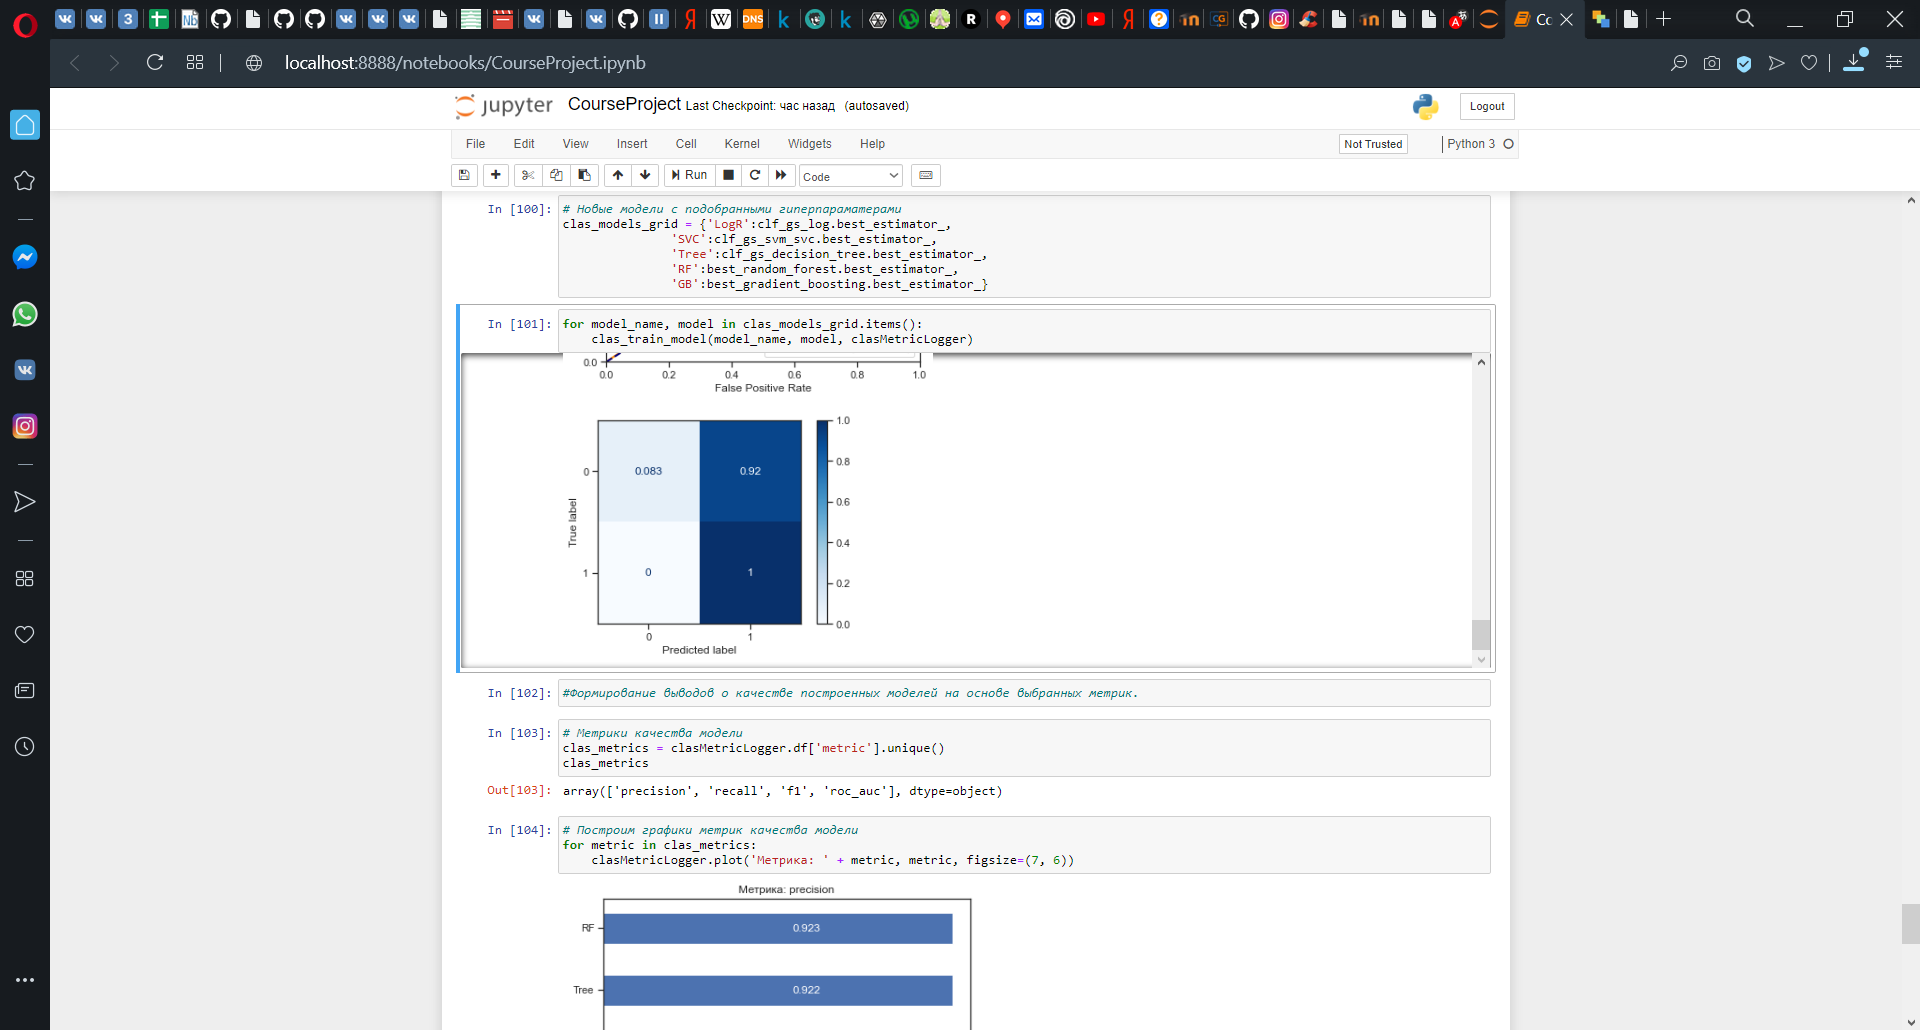 Cc
localhost:8888/notebooks/CourseProject.ipynb
jupyter CourseProject Last Checkpoint: час назад (autosaved)
Logout
File Edit View Insert Cell Kernel Widgets Help
Not Trusted
Python 3
Run
Code
In [100]: # Новые модели с подобранными гиперпараматерами
clas_models_grid = {'LogR':clf_gs_log.best_estimator_,
'SVC':clf_gs_svm_svc.best_estimator_,
'Tree':clf_gs_decision_tree.best_estimator_,
'RF':best_random_forest.best_estimator_,
'GB':best_gradient_boosting.best_estimator_}
In [101]: for model_name, model in clas_models_grid.items():
clas_train_model(model_name, model, clasMetricLogger)
0.0
0.0 0.2 0.4 0.6 0.8 1.0
False Positive Rate
0 0.083 0.92
1 0 1
True label
0 1
Predicted label
1.0
0.8
0.6
0.4
0.2
0.0
In [102]: #Формирование выводов о качестве построенных моделей на основе выбранных метрик.
In [103]: # Метрики качества модели
clas_metrics = clasMetricLogger.df['metric'].unique()
clas_metrics
Out[103]: array(['precision', 'recall', 'f1', 'roc_auc'], dtype=object)
In [104]: # Построим графики метрик качества модели
for metric in clas_metrics:
clasMetricLogger.plot('Метрика: ' + metric, metric, figsize=(7, 6))
Метрика: precision
RF 0.923
Tree 0.922